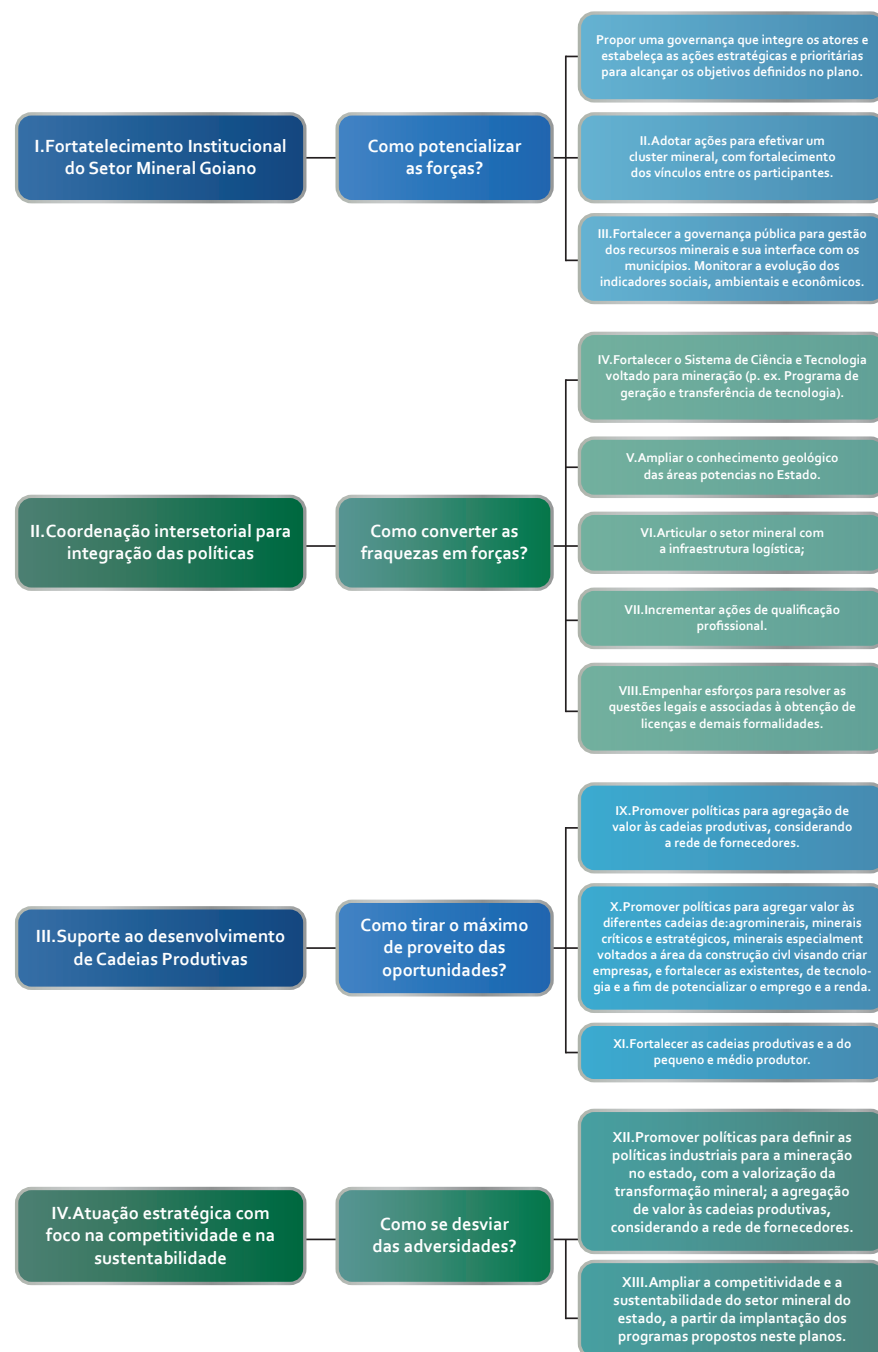 I.Fortatelecimento Institucional
do Setor Mineral Goiano
Como potencializar
as forças?
Propor uma governança que integre os atores e
estabeleça as ações estratégicas e prioritárias
para alcançar os objetivos definidos no plano.
II.Adotar ações para efetivar um
cluster mineral, com fortalecimento
dos vínculos entre os participantes.
III.Fortalecer a governança pública para gestão
dos recursos minerais e sua interface com os
municípios. Monitorar a evolução dos
indicadores sociais, ambientais e econômicos.
II.Coordenação intersetorial para
integração das políticas
Como converter as
fraquezas em forças?
IV.Fortalecer o Sistema de Ciência e Tecnologia
voltado para mineração (p. ex. Programa de
geração e transferência de tecnologia).
V.Ampliar o conhecimento geológico
das áreas potencias no Estado.
VI.Articular o setor mineral com
a infraestrutura logística;
VII.Incrementar ações de qualificação
profissional.
VIII.Empenhar esforços para resolver as
questões legais e associadas à obtenção de
licenças e demais formalidades.
III.Suporte ao desenvolvimento
de Cadeias Produtivas
Como tirar o máximo
de proveito das
oportunidades?
IX.Promover políticas para agregação de
valor às cadeias produtivas, considerando
a rede de fornecedores.
X.Promover políticas para agregar valor às
diferentes cadeias de:agrominerais, minerais
críticos e estratégicos, minerais especialment
voltados a área da construção civl visando criar
empresas, e fortalecer as existentes, de tecnolo-
gia e a fim de potencializar o emprego e a renda.
XI.Fortalecer as cadeias produtivas e a do
pequeno e médio produtor.
IV.Atuação estratégica com
foco na competitividade e na
sustentabilidade
Como se desviar
das adversidades?
XII.Promover políticas para definir as
políticas industriais para a mineração
no estado, com a valorização da
transformação mineral; a agregação
de valor às cadeias produtivas,
considerando a rede de fornecedores.
XIII.Ampliar a competitividade e a
sustentabilidade do setor mineral do
estado, a partir da implantação dos
programas propostos neste planos.